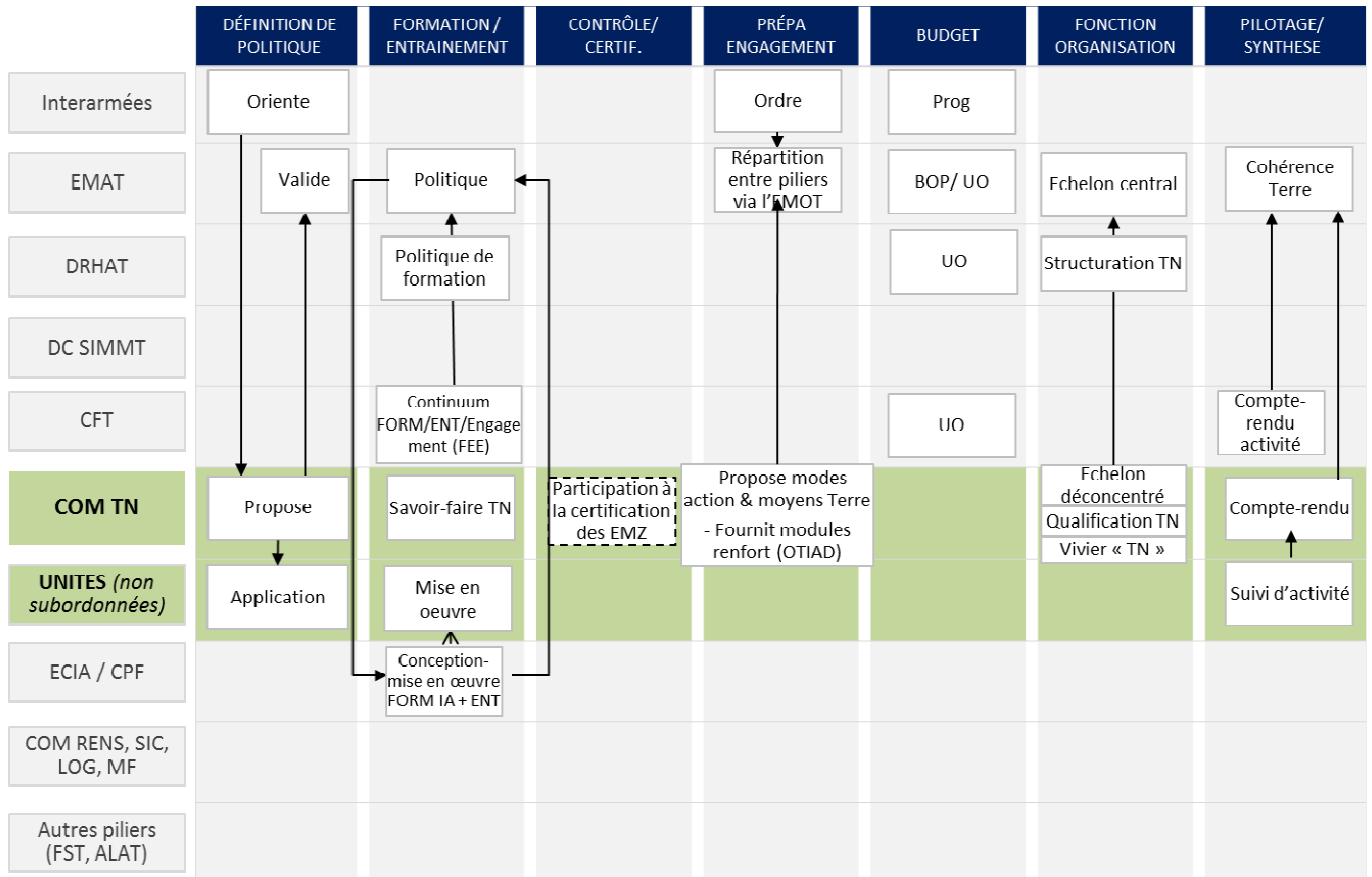 DÉFINITION DE
POLITIQUE
FORMATION /
ENTRAINEMENT
CONTRÔLE/
CERTIF.
PRÉPA
ENGAGEMENT
BUDGET
FONCTION
ORGANISATION
PILOTAGE/
SYNTHESE
Interarmées
Oriente
Ordre
Prog
EMAT
Valide
Politique
Répartition
entre piliers
via l'EMOT
BOP/ UO
Echelon central
Cohérence
Terre
DRHAT
Politique de
formation
UO
Structuration TN
DC SIMMT
CFT
Continuum
FORM/ENT/Engage
ment (FEE)
UO
Compte-
rendu
activité
COM TN
Propose
Savoir-faire TN
Participation à
la certification
des EMZ
Propose modes
action & moyens Terre
- Fournit modules
renfort (OTIAD)
Echelon
déconcentré
Qualification TN
Vivier « TN »
Compte-rendu
UNITES (non
subordonnées)
Application
Mise en
oeuvre
Suivi d'activité
ECIA / CPF
Conception-
mise en œuvre
FORM IA + ENT
COM RENS, SIC,
LOG, MF
Autres piliers
(FST, ALAT)